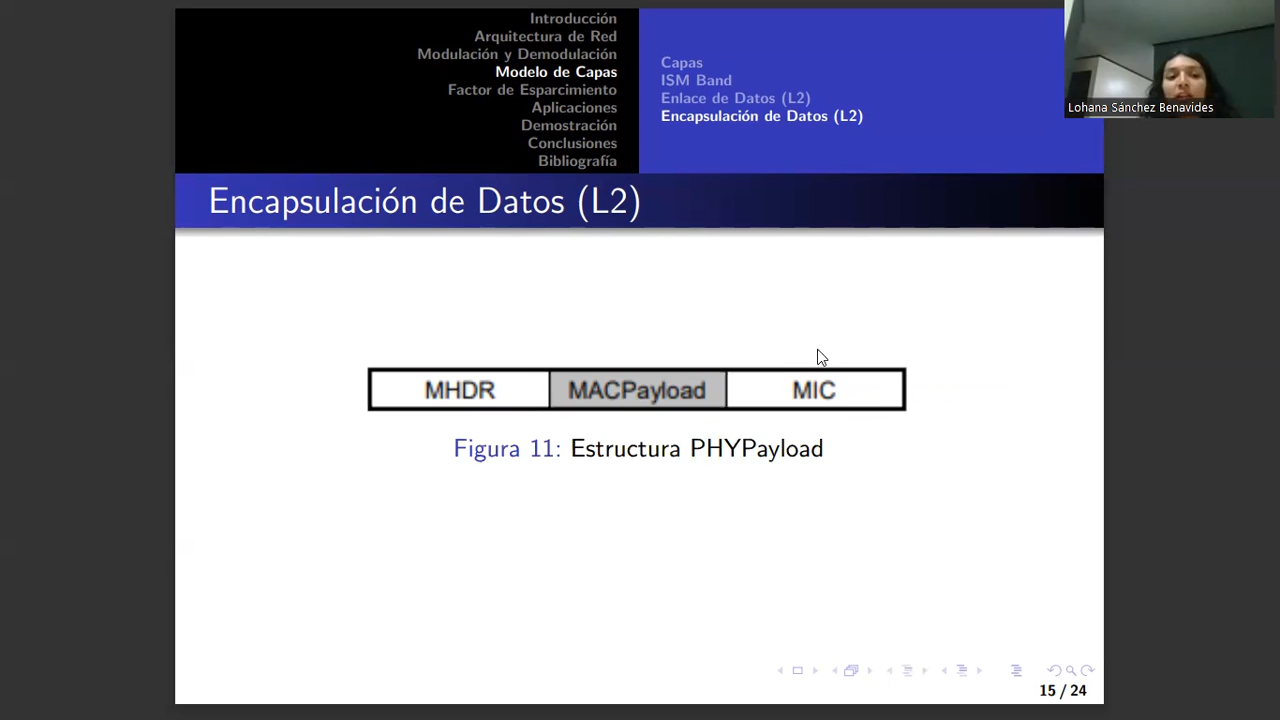 Introducción
Arquitectura de Red
Modulación y Demodulación
Modelo de Capas
Factor de Esparcimiento
Aplicaciones
Demostración
Conclusiones
Bibliografía
Capas
ISM Band
Enlace de Datos (L2)
Encapsulación de Datos (L2)
Lohana Sánchez Benavides
Encapsulación de Datos (L2)
MHDR MACPayload MIC
Figura 11: Estructura PHYPayload
15 / 24